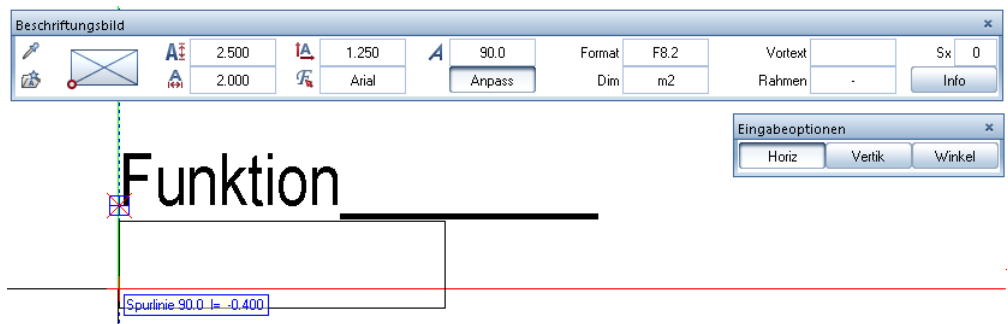 Beschriftungsbild
2.500 1.250 90.0 Format F8.2 Vortext Sx 0
2.000 Arial Anpass Dim m2 Rahmen - Info
Eingabeoptionen
Horiz Vertik Winkel
Funktion
Spurlinie 90.0 l= -0.400